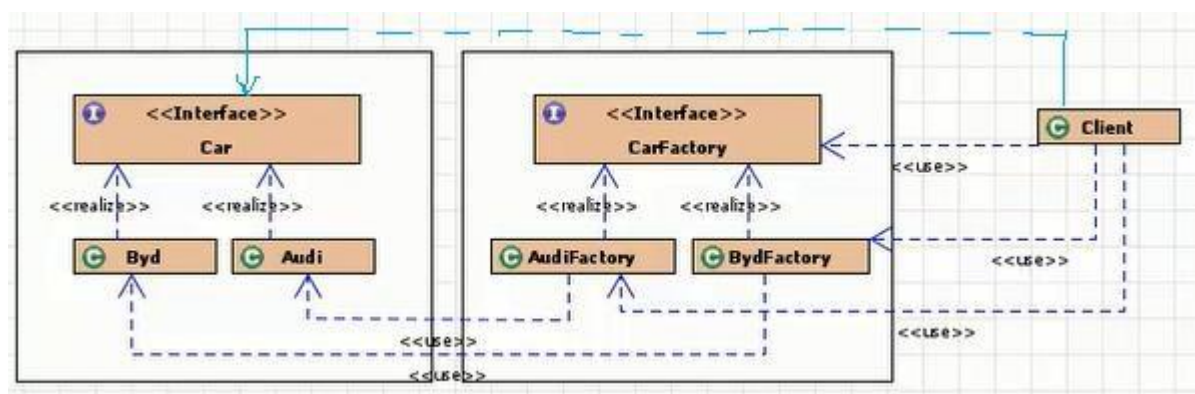 I <<Interface>>
Car
I <<Interface>>
CarFactory
C Client
<<use>>
<<realize>> <<realize>>
<<realize>> <<realize>>
C Byd
C Audi
C AudiFactory
C BydFactory
<<use>>
<<use>>
<<use>>
<<use>>